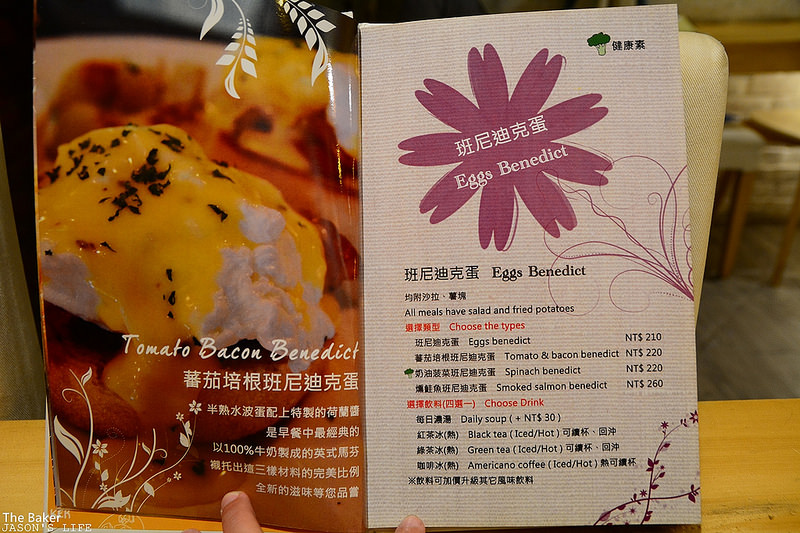 Tomato Bacon Benedict
蕃茄培根班尼迪克蛋
半熟水波蛋配上特製的荷蘭醬
是早餐中最經典的
以100%牛奶製成的英式馬芬
襯托出這三樣材料的完美比例
全新的滋味等您品嘗
健康素
班尼迪克蛋
Eggs Benedict
班尼迪克蛋 Eggs Benedict
均附沙拉、薯塊
All meals have salad and fried potatoes
選擇類型 Choose the types
班尼迪克蛋 Eggs benedict NT$ 210
蕃茄培根班尼迪克蛋 Tomato & bacon benedict NT$ 220
奶油菠菜班尼迪克蛋 Spinach benedict NT$ 220
燻鮭魚班尼迪克蛋 Smoked salmon benedict NT$ 260
選擇飲料(四選一) Choose Drink
每日濃湯 Daily soup ( + NT$ 30 )
紅茶冰(熱) Black tea ( Iced/Hot ) 可續杯、回沖
綠茶冰(熱) Green tea ( Iced/Hot ) 可續杯、回沖
咖啡冰(熱) Americano coffee ( Iced/Hot ) 熱可續杯
※飲料可加價升級其它風味飲料
The Baker
JASON'S LIFE